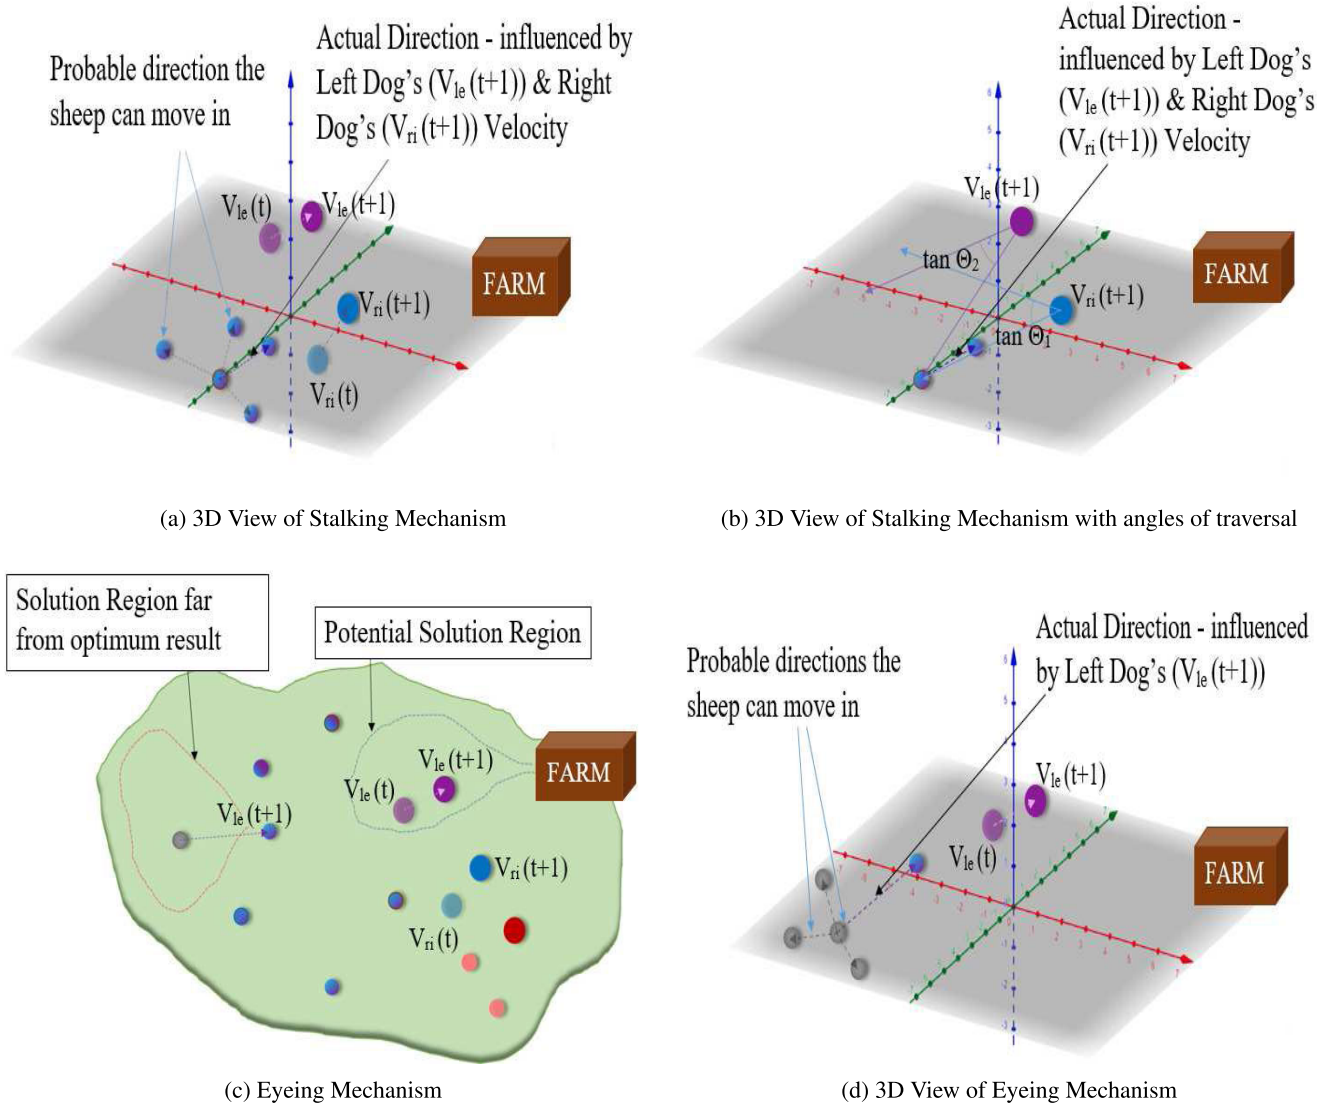 Probable direction the
sheep can move in
Actual Direction - influenced by
Left Dog's (Vle (t+1)) & Right
Dog's (Vri (t+1)) Velocity
Vle (t)
Vle (t+1)
FARM
Vri (t+1)
Vri (t)
(a) 3D View of Stalking Mechanism
Actual Direction -
influenced by Left Dog's
(Vle (t+1)) & Right Dog's
(Vri (t+1)) Velocity
Vle (t+1)
tan Θ2
FARM
Vri (t+1)
tan Θ1
(b) 3D View of Stalking Mechanism with angles of traversal
Solution Region far
from optimum result
Potential Solution Region
Vle (t+1)
Vle (t)
FARM
Vle (t+1)
Vri (t+1)
Vri (t)
(c) Eyeing Mechanism
Actual Direction - influenced
by Left Dog's (Vle (t+1))
Probable directions the
sheep can move in
Vle (t+1)
Vle (t)
FARM
(d) 3D View of Eyeing Mechanism